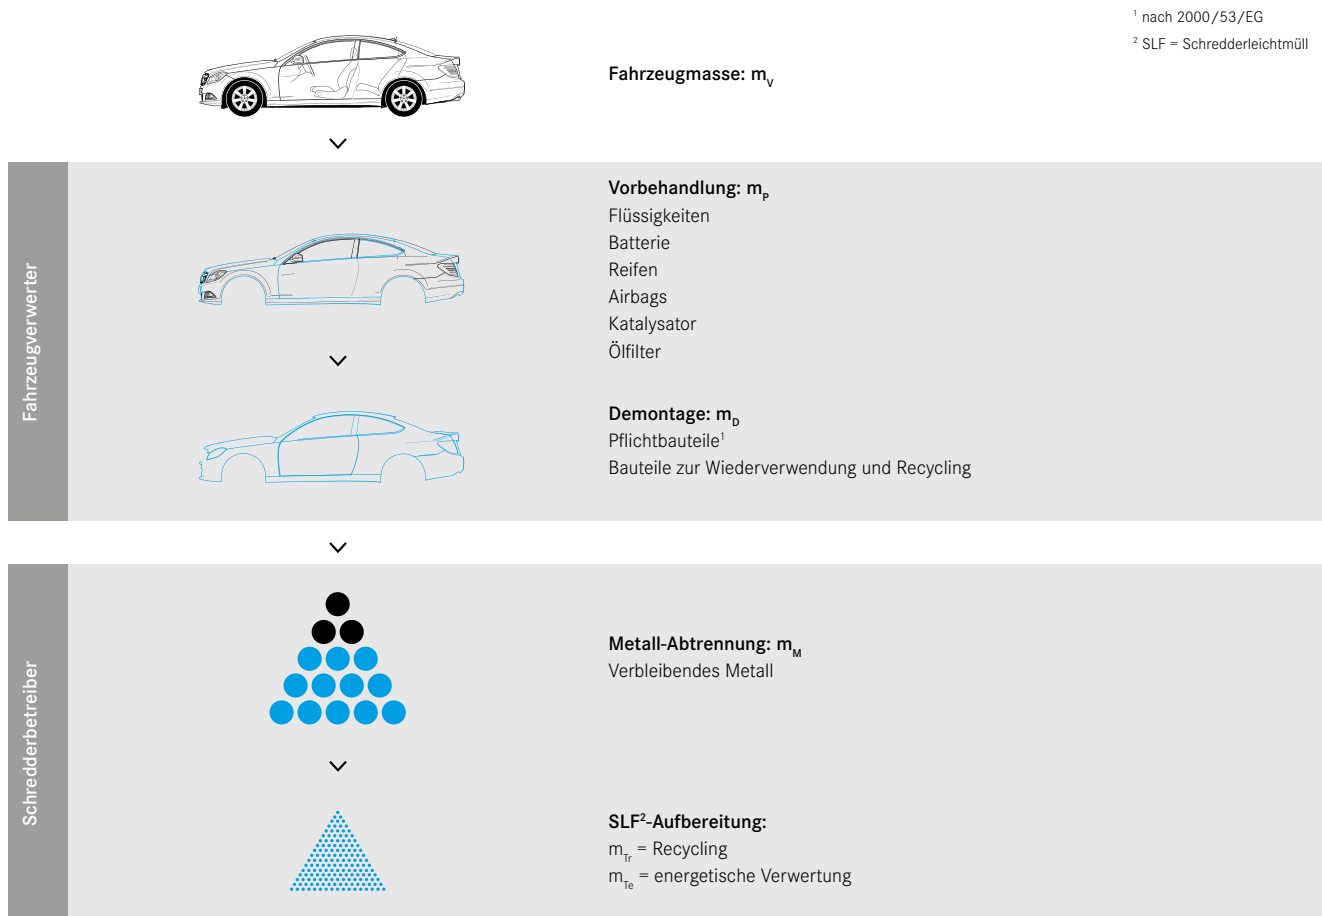 ¹ nach 2000/53/EG
² SLF = Schredderleichtmüll
Fahrzeugmasse: mV
Fahrzeugverwerter
Vorbehandlung: mP
Flüssigkeiten
Batterie
Reifen
Airbags
Katalysator
Ölfilter
Demontage: mD
Pflichtbauteile¹
Bauteile zur Wiederverwendung und Recycling
Schredderbetreiber
Metall-Abtrennung: mM
Verbleibendes Metall
SLF²-Aufbereitung:
mTr = Recycling
mTe = energetische Verwertung